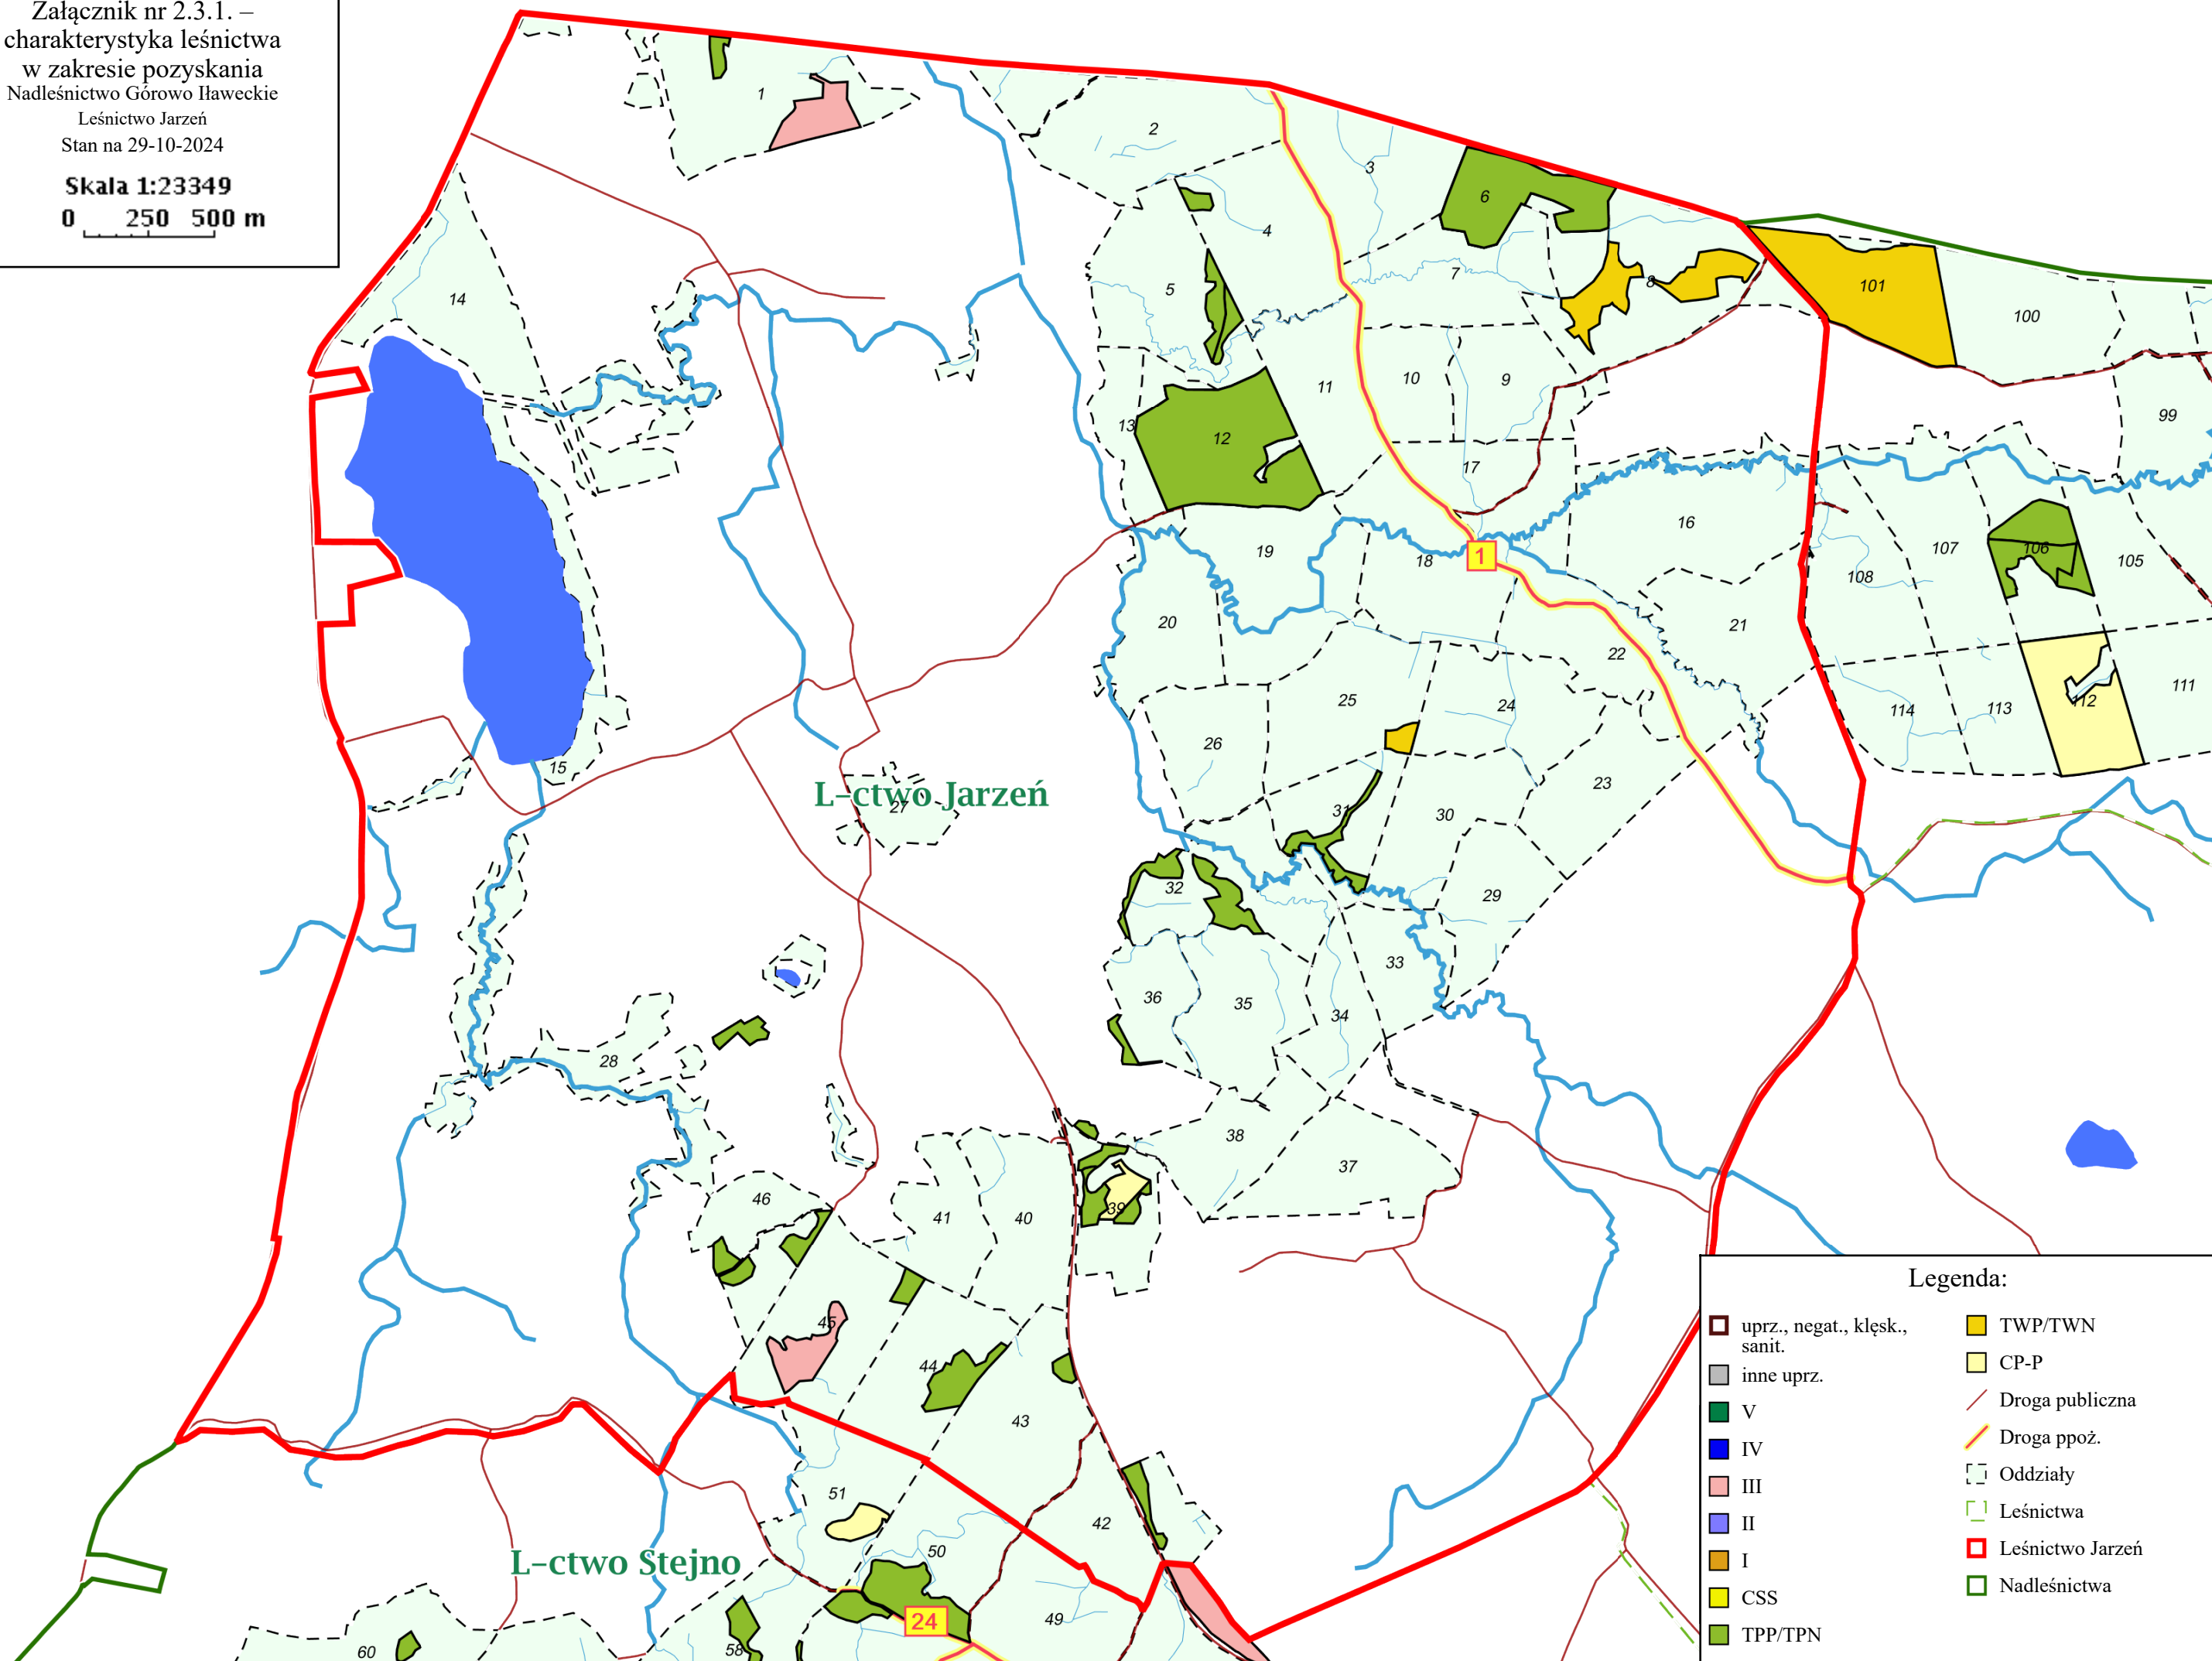 Załącznik nr 2.3.1. –
charakterystyka leśnictwa
w zakresie pozyskania
Nadleśnictwo Górowo Iławeckie
Leśnictwo Jarzeń
Stan na 29-10-2024
Skala 1:23349
0 250 500 m
1
2
3
6
4
14
5
7
8
101
100
11
10
9
99
13
12
17
16
19
18
1
107
106
105
108
20
21
22
25
24
114
113
112
111
26
15
23
L-ctwo Jarzeń
27
31
30
32
29
33
36
35
34
28
38
37
46
41
40
39
45
44
43
51
42
50
L-ctwo Stejno
24
49
60
58
Legenda:
uprz., negat., klęsk.,
sanit.
inne uprz.
V
IV
III
II
I
CSS
TPP/TPN
TWP/TWN
CP-P
Droga publiczna
Droga ppoż.
Oddziały
Leśnictwa
Leśnictwo Jarzeń
Nadleśnictwa